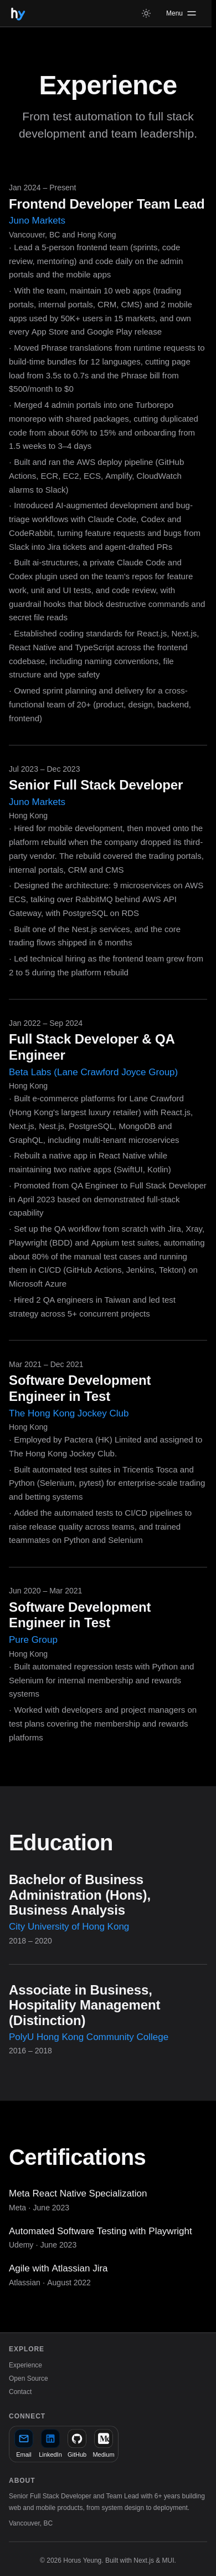 hy
Menu
Experience
From test automation to full stack
development and team leadership.
Jan 2024 – Present
Frontend Developer Team Lead
Juno Markets
Vancouver, BC and Hong Kong
· Lead a 5-person frontend team (sprints, code
review, mentoring) and code daily on the admin
portals and the mobile apps
· With the team, maintain 10 web apps (trading
portals, internal portals, CRM, CMS) and 2 mobile
apps used by 50K+ users in 15 markets, and own
every App Store and Google Play release
· Moved Phrase translations from runtime requests to
build-time bundles for 12 languages, cutting page
load from 3.5s to 0.7s and the Phrase bill from
$500/month to $0
· Merged 4 admin portals into one Turborepo
monorepo with shared packages, cutting duplicated
code from about 60% to 15% and onboarding from
1.5 weeks to 3–4 days
· Built and ran the AWS deploy pipeline (GitHub
Actions, ECR, EC2, ECS, Amplify, CloudWatch
alarms to Slack)
· Introduced AI-augmented development and bug-
triage workflows with Claude Code, Codex and
CodeRabbit, turning feature requests and bugs from
Slack into Jira tickets and agent-drafted PRs
· Built ai-structures, a private Claude Code and
Codex plugin used on the team's repos for feature
work, unit and UI tests, and code review, with
guardrail hooks that block destructive commands and
secret file reads
· Established coding standards for React.js, Next.js,
React Native and TypeScript across the frontend
codebase, including naming conventions, file
structure and type safety
· Owned sprint planning and delivery for a cross-
functional team of 20+ (product, design, backend,
frontend)
Jul 2023 – Dec 2023
Senior Full Stack Developer
Juno Markets
Hong Kong
· Hired for mobile development, then moved onto the
platform rebuild when the company dropped its third-
party vendor. The rebuild covered the trading portals,
internal portals, CRM and CMS
· Designed the architecture: 9 microservices on AWS
ECS, talking over RabbitMQ behind AWS API
Gateway, with PostgreSQL on RDS
· Built one of the Nest.js services, and the core
trading flows shipped in 6 months
· Led technical hiring as the frontend team grew from
2 to 5 during the platform rebuild
Jan 2022 – Sep 2024
Full Stack Developer & QA
Engineer
Beta Labs (Lane Crawford Joyce Group)
Hong Kong
· Built e-commerce platforms for Lane Crawford
(Hong Kong's largest luxury retailer) with React.js,
Next.js, Nest.js, PostgreSQL, MongoDB and
GraphQL, including multi-tenant microservices
· Rebuilt a native app in React Native while
maintaining two native apps (SwiftUI, Kotlin)
· Promoted from QA Engineer to Full Stack Developer
in April 2023 based on demonstrated full-stack
capability
· Set up the QA workflow from scratch with Jira, Xray,
Playwright (BDD) and Appium test suites, automating
about 80% of the manual test cases and running
them in CI/CD (GitHub Actions, Jenkins, Tekton) on
Microsoft Azure
· Hired 2 QA engineers in Taiwan and led test
strategy across 5+ concurrent projects
Mar 2021 – Dec 2021
Software Development
Engineer in Test
The Hong Kong Jockey Club
Hong Kong
· Employed by Pactera (HK) Limited and assigned to
The Hong Kong Jockey Club.
· Built automated test suites in Tricentis Tosca and
Python (Selenium, pytest) for enterprise-scale trading
and betting systems
· Added the automated tests to CI/CD pipelines to
raise release quality across teams, and trained
teammates on Python and Selenium
Jun 2020 – Mar 2021
Software Development
Engineer in Test
Pure Group
Hong Kong
· Built automated regression tests with Python and
Selenium for internal membership and rewards
systems
· Worked with developers and project managers on
test plans covering the membership and rewards
platforms
Education
Bachelor of Business
Administration (Hons),
Business Analysis
City University of Hong Kong
2018 – 2020
Associate in Business,
Hospitality Management
(Distinction)
PolyU Hong Kong Community College
2016 – 2018
Certifications
Meta React Native Specialization
Meta · June 2023
Automated Software Testing with Playwright
Udemy · June 2023
Agile with Atlassian Jira
Atlassian · August 2022
EXPLORE
Experience
Open Source
Contact
CONNECT
Email LinkedIn GitHub Medium
ABOUT
Senior Full Stack Developer and Team Lead with 6+ years building
web and mobile products, from system design to deployment.
Vancouver, BC
© 2026 Horus Yeung. Built with Next.js & MUI.